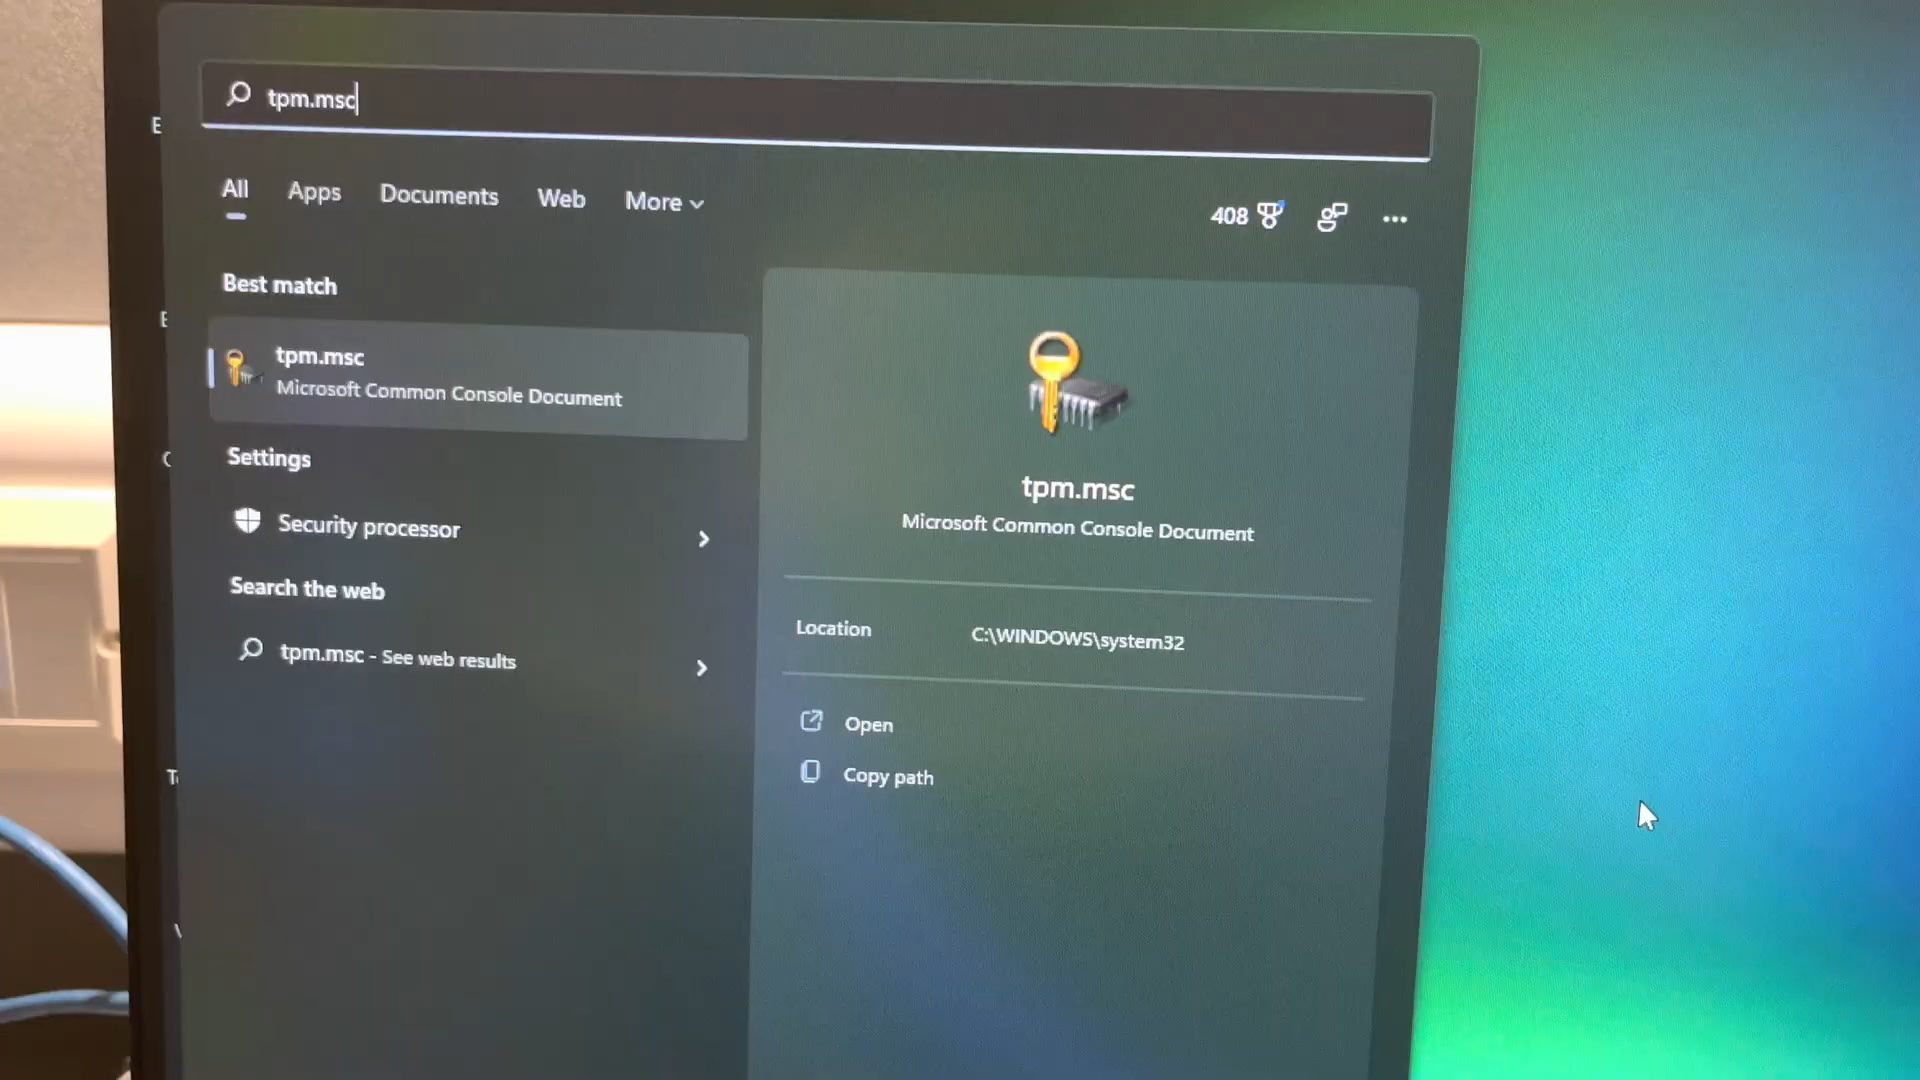 tpm.msc
All Apps Documents Web More
408
Best match
tpm.msc
Microsoft Common Console Document
Settings
Security processor
Search the web
tpm.msc - See web results
tpm.msc
Microsoft Common Console Document
Location C:\WINDOWS\system32
Open
Copy path